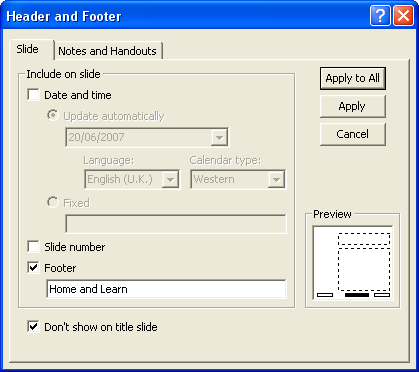 Header and Footer
Slide
Notes and Handouts
Include on slide
Date and time
Update automatically
20/06/2007
Language:
Calendar type:
English (U.K.)
Western
Fixed
Slide number
Footer
Home and Learn
Don't show on title slide
Apply to All
Apply
Cancel
Preview